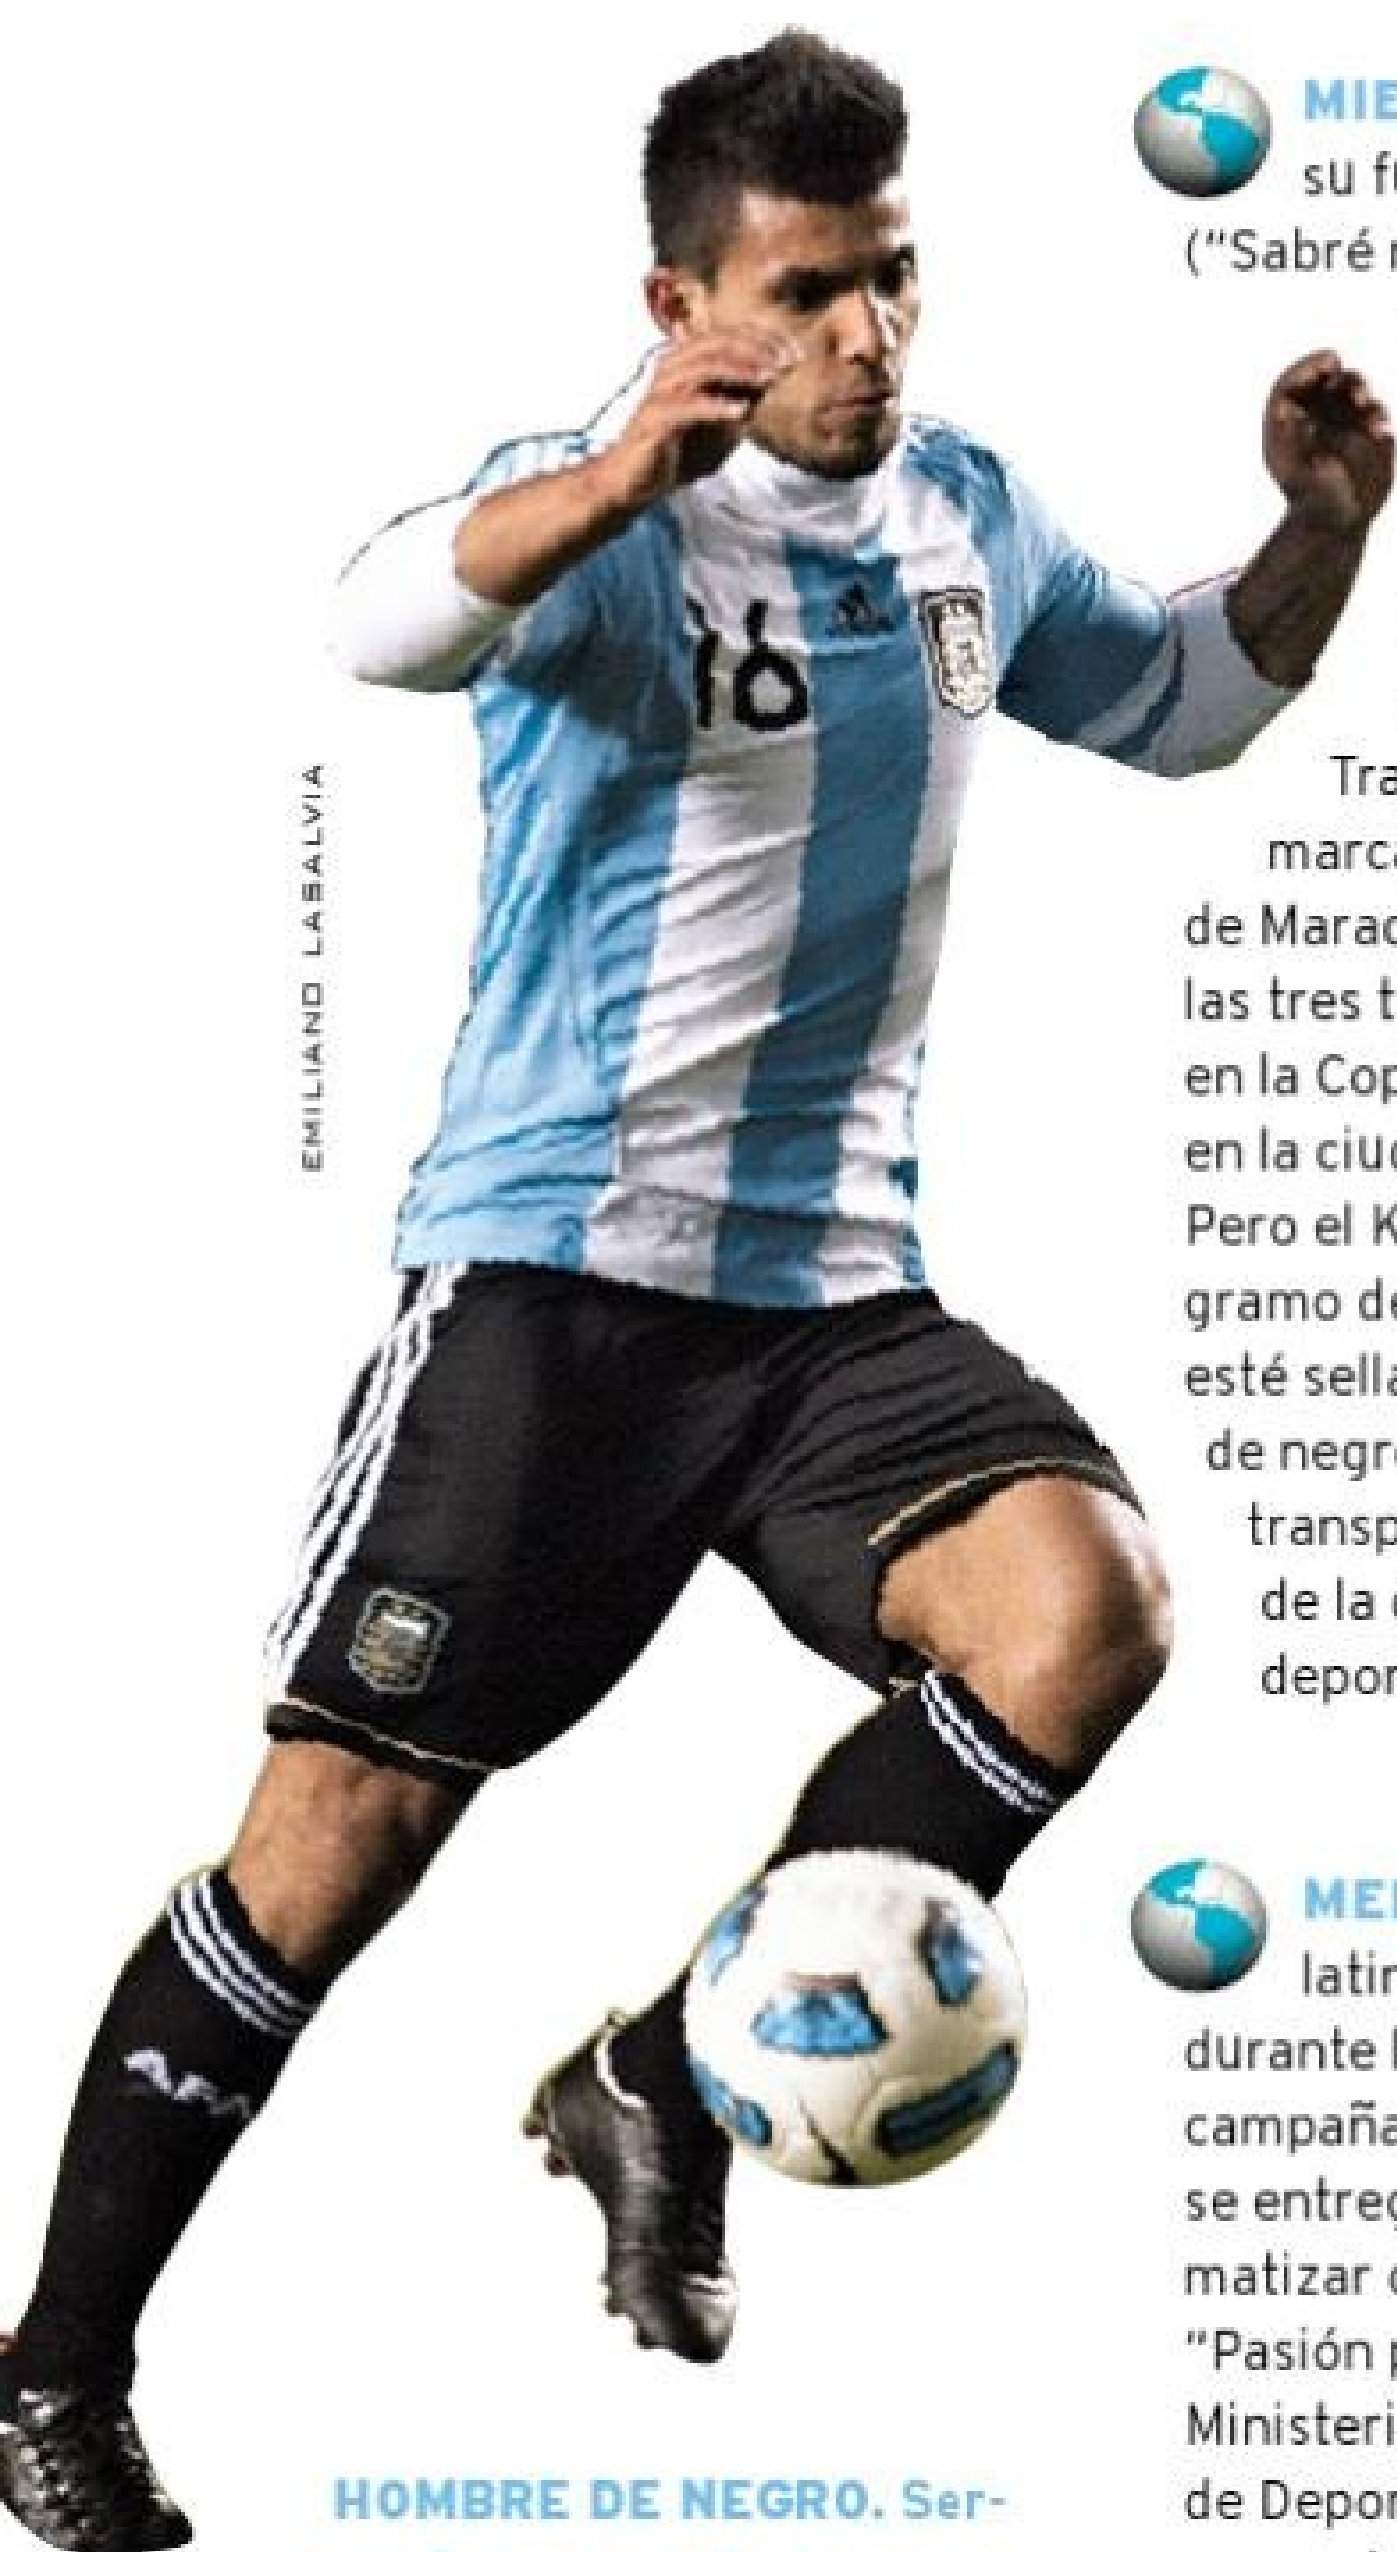 MIE
su fu
("Sabré
EMILIANO LASALVIA
16
Tra
marca
de Marad
las tres t
en la Cop
en la ciud
Pero el K
gramo de
esté sella
de negro
transp
de la
depor
AFA
HOMBRE DE NEGRO. Ser-
latin
durante
campaña
se entreg
matizar
"Pasión p
Ministeri
de Depor